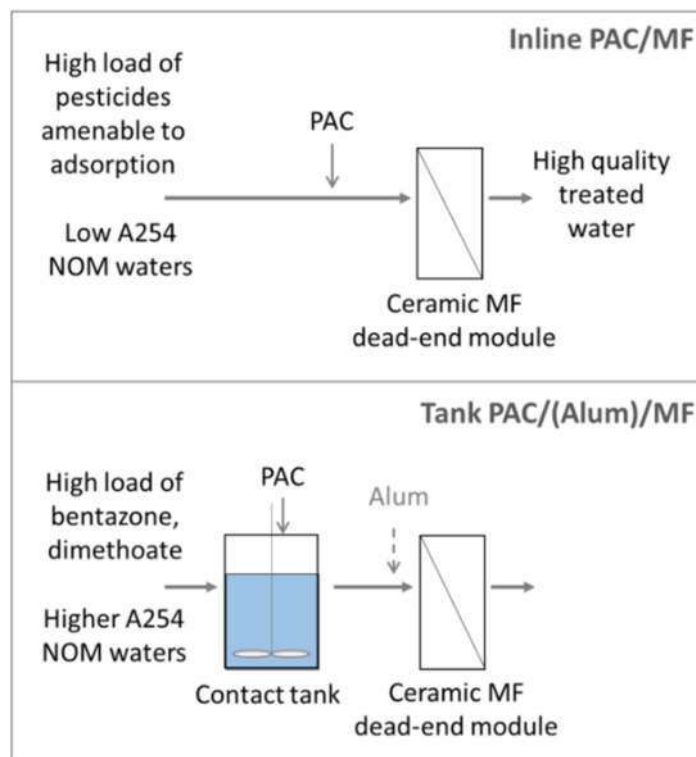 Inline PAC/MF
High load of
pesticides
amenable to
adsorption
PAC
Low A254
NOM waters
High quality
treated
water
Ceramic MF
dead-end module
Tank PAC/(Alum)/MF
High load of
bentazone,
dimethoate
PAC
Alum
Higher A254
NOM waters
Contact tank
Ceramic MF
dead-end module